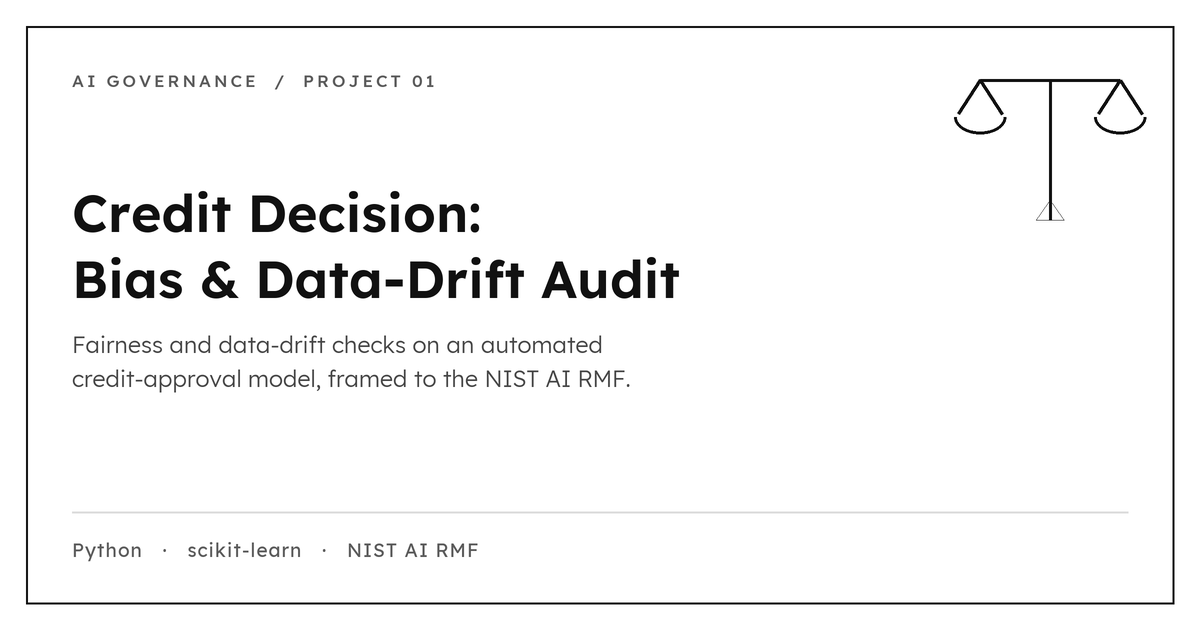 AI GOVERNANCE / PROJECT 01
Credit Decision:
Bias & Data-Drift Audit
Fairness and data-drift checks on an automated
credit-approval model, framed to the NIST AI RMF.
Python · scikit-learn · NIST AI RMF